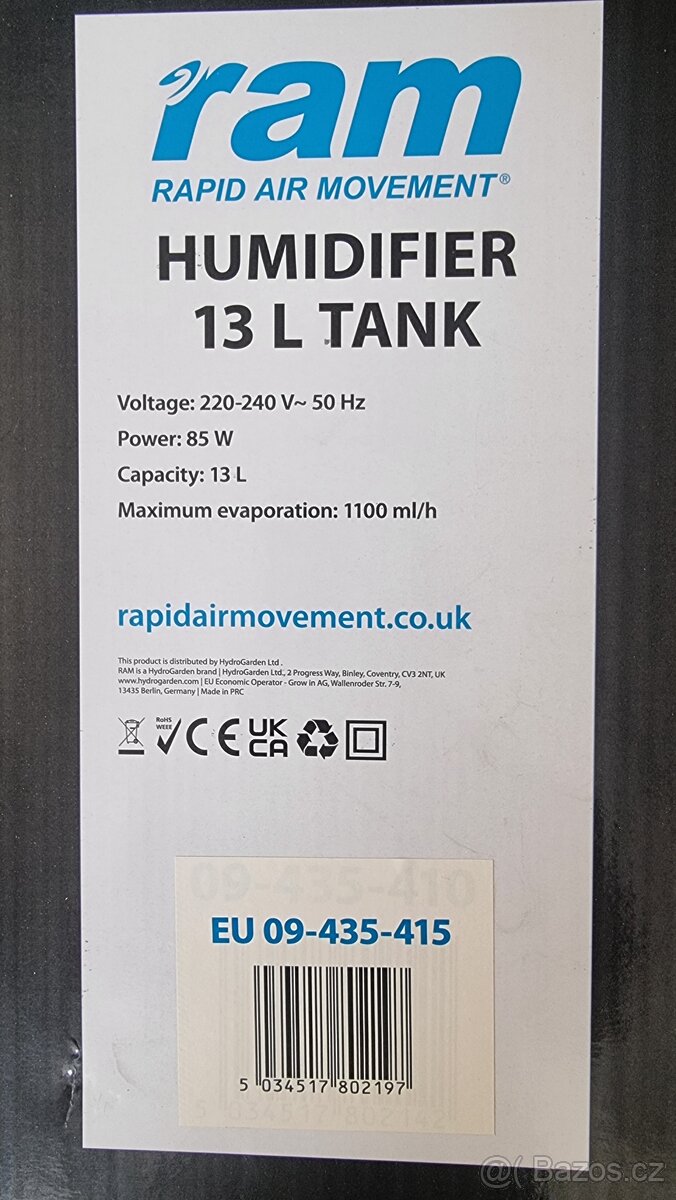 ram
RAPID AIR MOVEMENT®
HUMIDIFIER
13 L TANK
Voltage: 220-240 V~ 50 Hz
Power: 85 W
Capacity: 13 L
Maximum evaporation: 1100 ml/h
rapidairmovement.co.uk
This product is distributed by HydroGarden Ltd .
RAM is a HydroGarden brand | HydroGarden Ltd., 2 Progress Way, Binley, Coventry, CV3 2NT, UK
www.hydrogarden.com | EU Economic Operator - Grow in AG, Wallenroder Str. 7-9,
13435 Berlin, Germany | Made in PRC
RoHS
WEEE
CE
UK
CA
09-435-410
EU 09-435-415
5 034517 802197
5 034517 802142
@( Bazos.cz